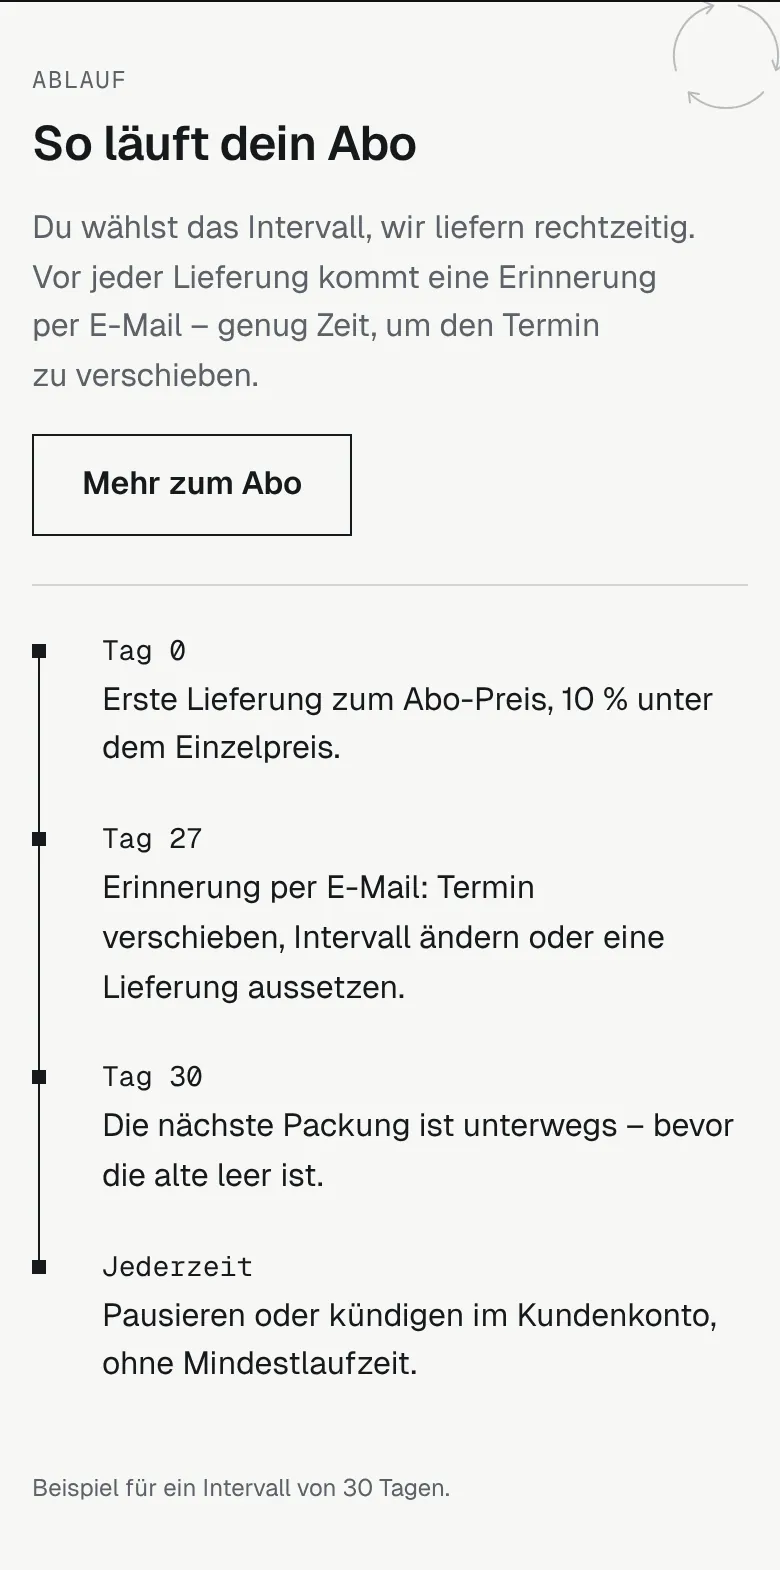 ABLAUF
So läuft dein Abo
Du wählst das Intervall, wir liefern rechtzeitig.
Vor jeder Lieferung kommt eine Erinnerung
per E-Mail – genug Zeit, um den Termin
zu verschieben.
Mehr zum Abo
Tag 0
Erste Lieferung zum Abo-Preis, 10 % unter
dem Einzelpreis.
Tag 27
Erinnerung per E-Mail: Termin
verschieben, Intervall ändern oder eine
Lieferung aussetzen.
Tag 30
Die nächste Packung ist unterwegs – bevor
die alte leer ist.
Jederzeit
Pausieren oder kündigen im Kundenkonto,
ohne Mindestlaufzeit.
Beispiel für ein Intervall von 30 Tagen.